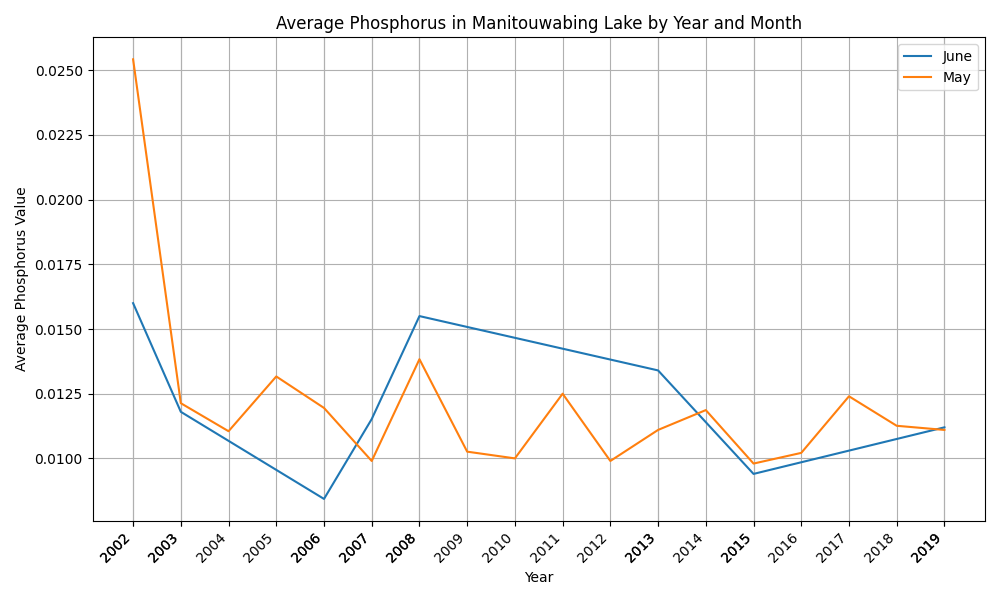 Average Phosphorus in Manitouwabing Lake by Year and Month
June
May
Average Phosphorus Value
0.0250
0.0225
0.0200
0.0175
0.0150
0.0125
0.0100
2002 2003 2004 2005 2006 2007 2008 2009 2010 2011 2012 2013 2014 2015 2016 2017 2018 2019
Year